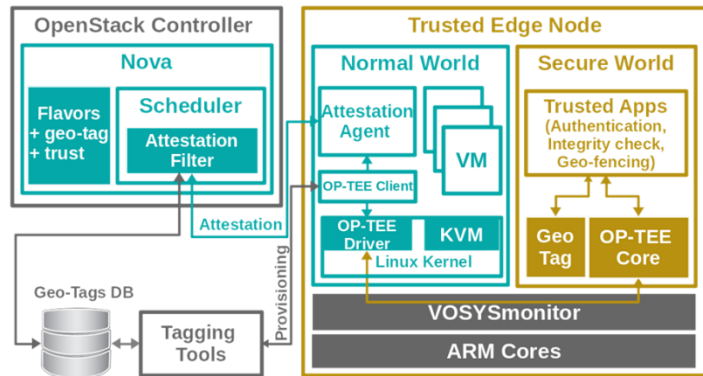 OpenStack Controller
Nova
Flavors
+ geo-tag
+ trust
Scheduler
Attestation
Filter
Attestation
Provisioning
Geo-Tags DB
Tagging
Tools
Trusted Edge Node
Normal World
Attestation
Agent
VM
OP-TEE Client
OP-TEE
Driver
KVM
Linux Kernel
Secure World
Trusted Apps
(Authentication,
Integrity check,
Geo-fencing)
Geo
Tag
OP-TEE
Core
VOSYSmonitor
ARM Cores